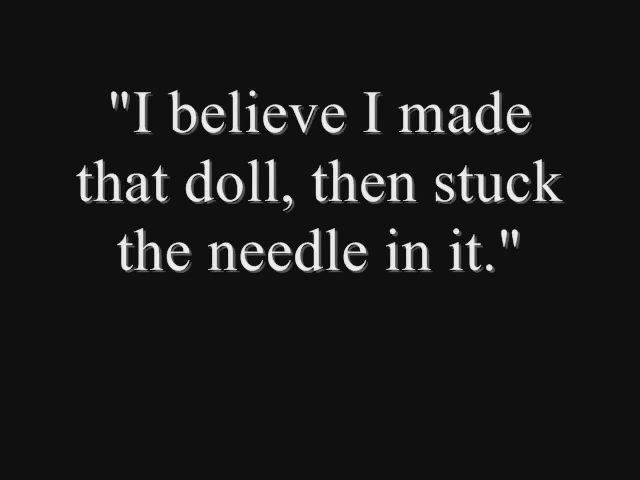 "I believe I made
that doll, then stuck
the needle in it."